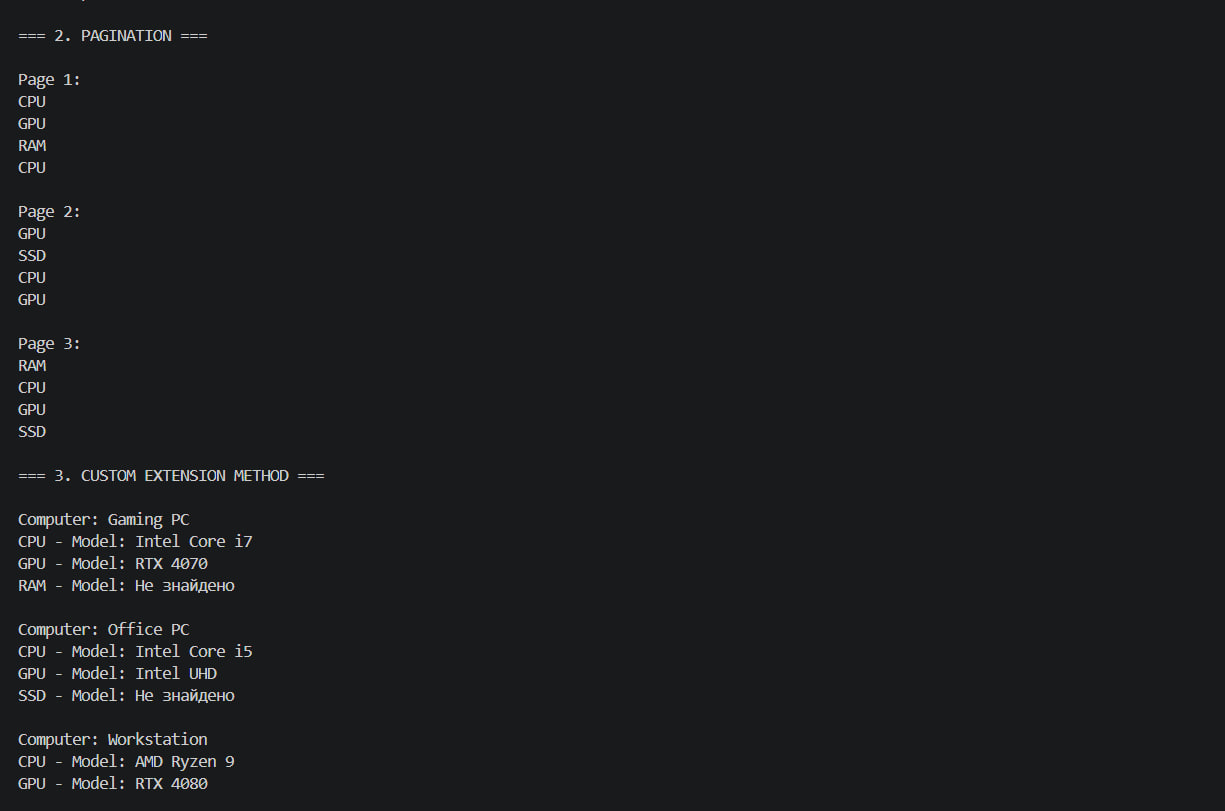 === 2. PAGINATION ===
Page 1:
CPU
GPU
RAM
CPU
Page 2:
GPU
SSD
CPU
GPU
Page 3:
RAM
CPU
GPU
SSD
=== 3. CUSTOM EXTENSION METHOD ===
Computer: Gaming PC
CPU - Model: Intel Core i7
GPU - Model: RTX 4070
RAM - Model: Не знайдено
Computer: Office PC
CPU - Model: Intel Core i5
GPU - Model: Intel UHD
SSD - Model: Не знайдено
Computer: Workstation
CPU - Model: AMD Ryzen 9
GPU - Model: RTX 4080